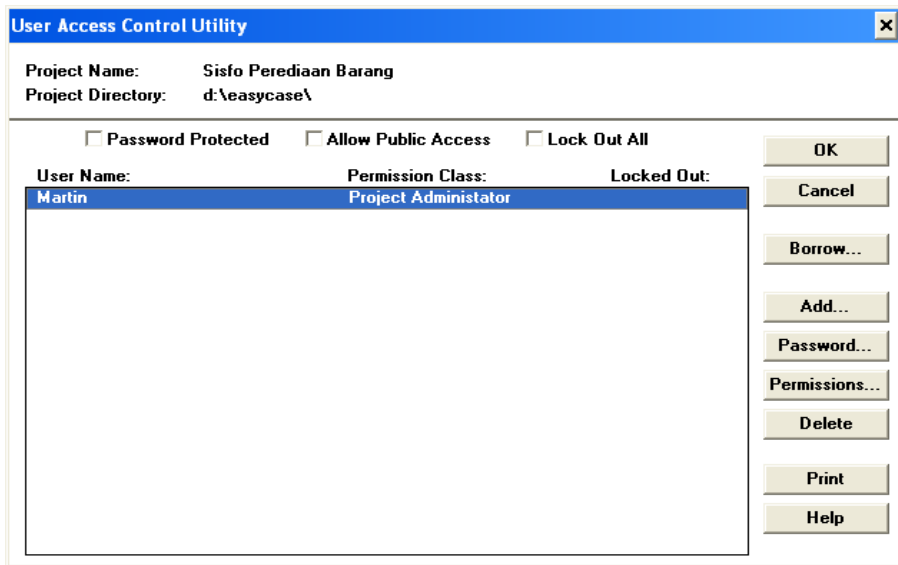 User Access Control Utility
Project Name: Sisfo Perediaan Barang
Project Directory: d:\easycase\
Password Protected Allow Public Access Lock Out All
User Name: Permission Class: Locked Out:
Martin Project Administator
OK
Cancel
Borrow...
Add...
Password...
Permissions...
Delete
Print
Help